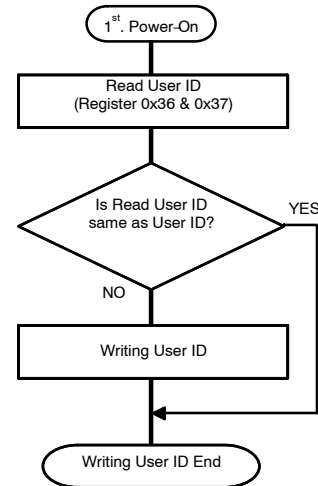 1st. Power-On
Read User ID
(Register 0x36 & 0x37)
Is Read User ID
same as User ID?
YES
NO
Writing User ID
Writing User ID End